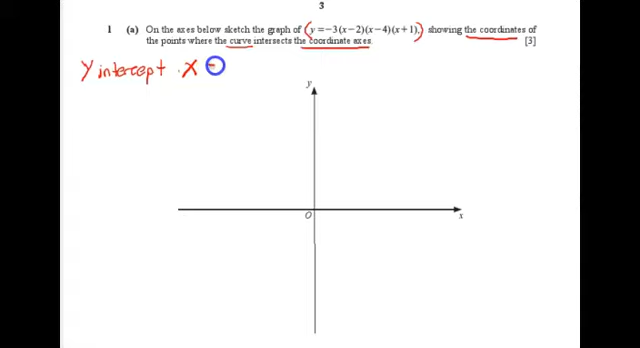 3
1 (a) On the axes below sketch the graph of y = −3(x − 2)(x − 4)(x + 1), showing the coordinates of
the points where the curve intersects the coordinate axes. [3]
Y intercept . X =
y
O
x